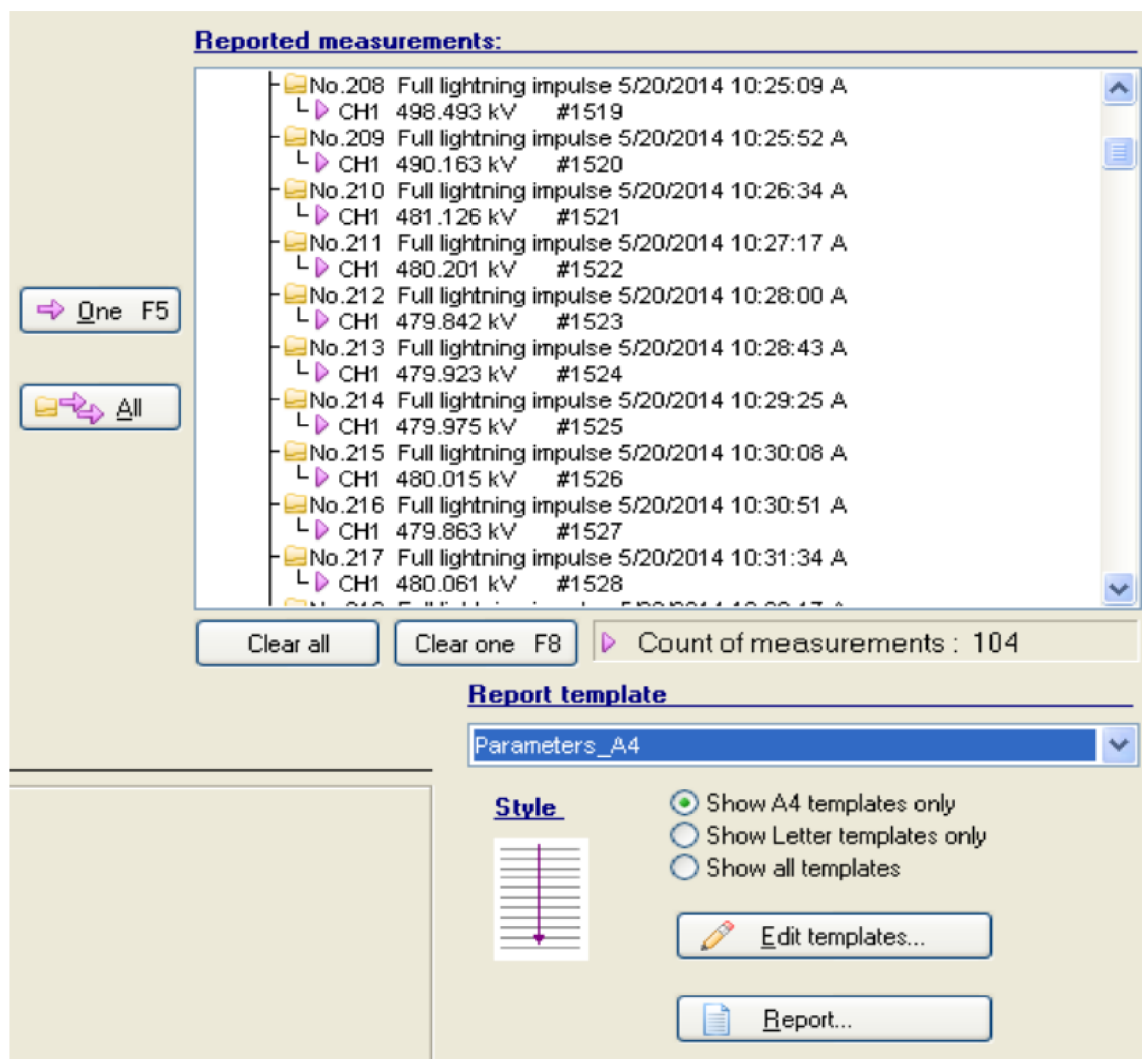 Reported measurements:
No.208 Full lightning impulse 5/20/2014 10:25:09 A
CH1 498.493 kV #1519
No.209 Full lightning impulse 5/20/2014 10:25:52 A
CH1 490.163 kV #1520
No.210 Full lightning impulse 5/20/2014 10:26:34 A
CH1 481.126 kV #1521
No.211 Full lightning impulse 5/20/2014 10:27:17 A
CH1 480.201 kV #1522
No.212 Full lightning impulse 5/20/2014 10:28:00 A
CH1 479.842 kV #1523
No.213 Full lightning impulse 5/20/2014 10:28:43 A
CH1 479.923 kV #1524
No.214 Full lightning impulse 5/20/2014 10:29:25 A
CH1 479.975 kV #1525
No.215 Full lightning impulse 5/20/2014 10:30:08 A
CH1 480.015 kV #1526
No.216 Full lightning impulse 5/20/2014 10:30:51 A
CH1 479.863 kV #1527
No.217 Full lightning impulse 5/20/2014 10:31:34 A
CH1 480.061 kV #1528
One F5
All
Clear all
Clear one F8
Count of measurements : 104
Report template
Parameters_A4
Style
Show A4 templates only
Show Letter templates only
Show all templates
Edit templates...
Report...